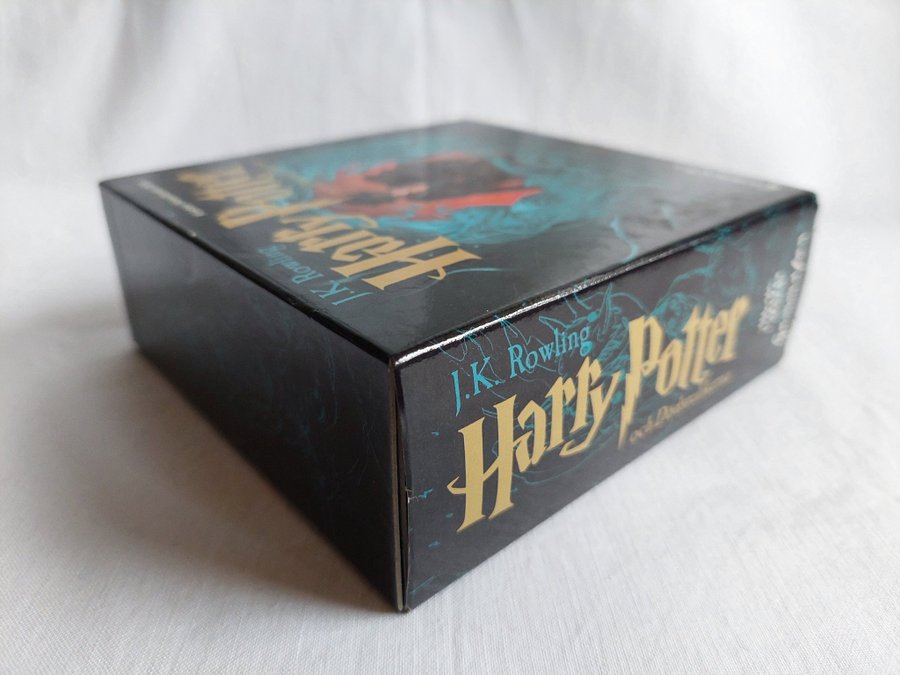 J.K. Rowling
Harry Potter
J.K. Rowling
Harry Potter
och Dödsrelikerna